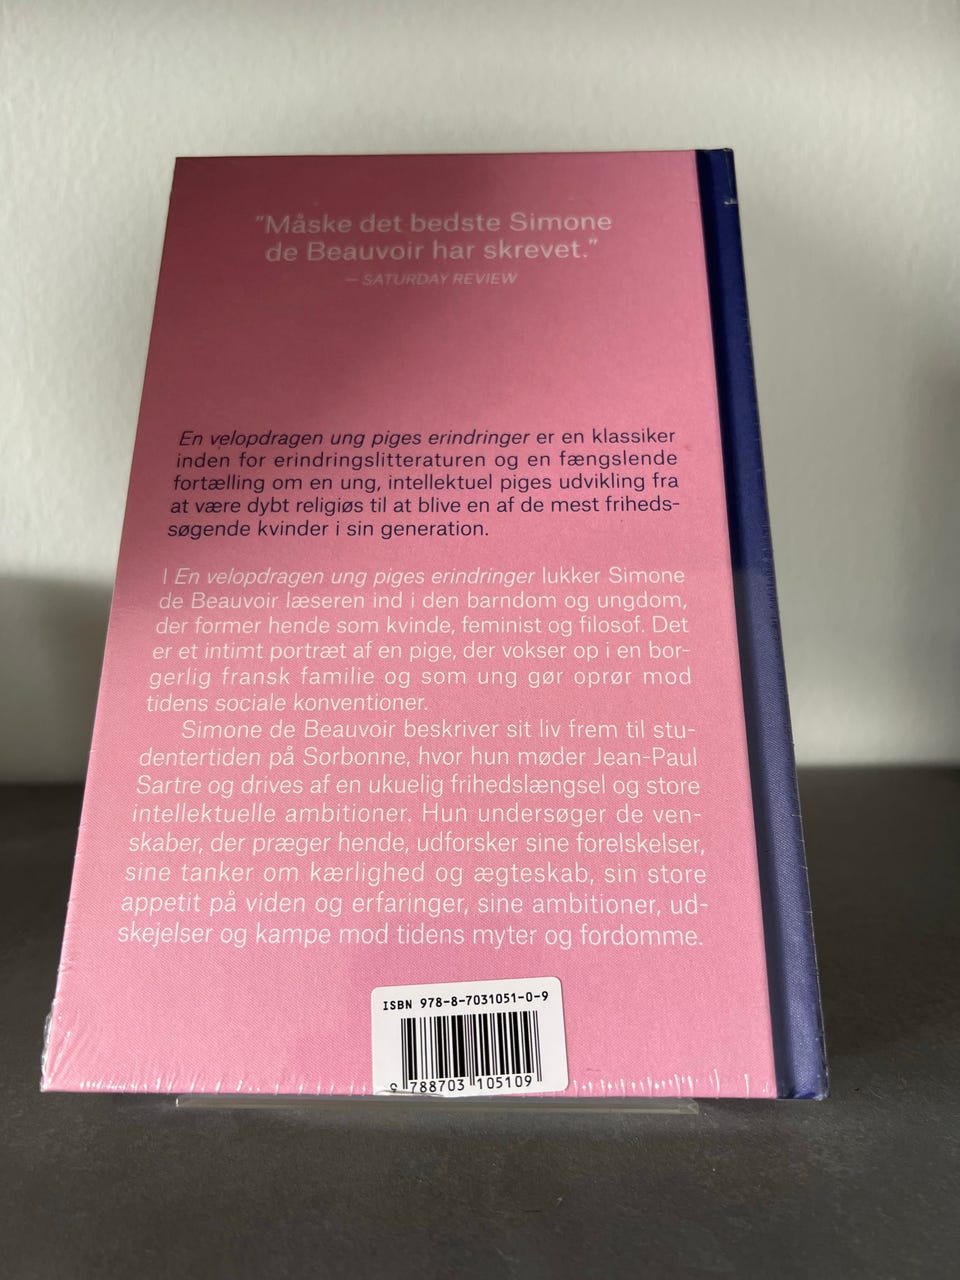 "Måske det bedste Simone
de Beauvoir har skrevet."
– SATURDAY REVIEW
En velopdragen ung piges erindringer er en klassiker
inden for erindringslitteraturen og en fængslende
fortælling om en ung, intellektuel piges udvikling fra
at være dybt religiøs til at blive en af de mest friheds-
søgende kvinder i sin generation.
I En velopdragen ung piges erindringer lukker Simone
de Beauvoir læseren ind i den barndom og ungdom,
der former hende som kvinde, feminist og filosof. Det
er et intimt portræt af en pige, der vokser op i en bor-
gerlig fransk familie og som ung gør oprør mod
tidens sociale konventioner.
Simone de Beauvoir beskriver sit liv frem til stu-
dentertiden på Sorbonne, hvor hun møder Jean-Paul
Sartre og drives af en ukuelig frihedslængsel og store
intellektuelle ambitioner. Hun undersøger de ven-
skaber, der præger hende, udforsker sine forelskelser,
sine tanker om kærlighed og ægteskab, sin store
appetit på viden og erfaringer, sine ambitioner, ud-
skejelser og kampe mod tidens myter og fordomme.
ISBN 978-8-7031051-0-9
9 788703 105109